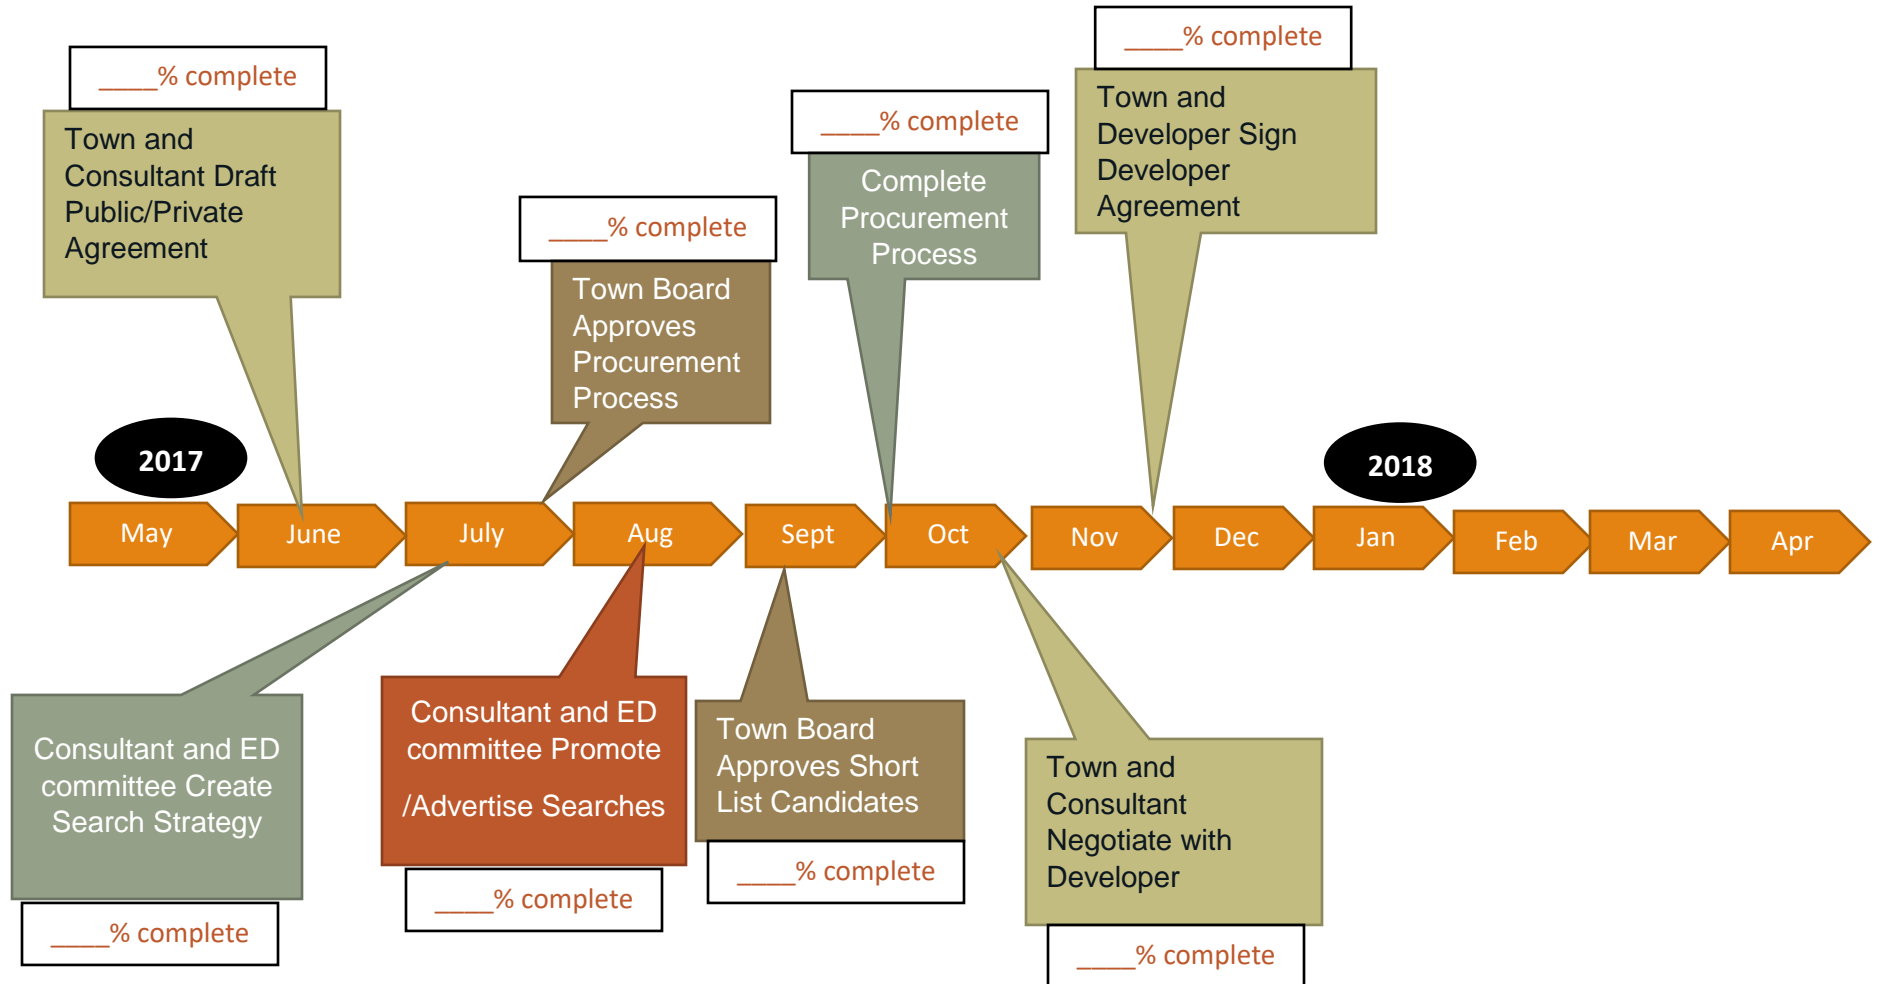 ____% complete
Town and
Developer Sign
Developer
Agreement
____% complete
Town and
Consultant Draft
Public/Private
Agreement
____% complete
Complete
Procurement
Process
____% complete
Town Board
Approves
Procurement
Process
2017
2018
May
June
July
Aug
Sept
Oct
Nov
Dec
Jan
Feb
Mar
Apr
Consultant and ED
committee Create
Search Strategy
____% complete
Consultant and ED
committee Promote
/Advertise Searches
____% complete
Town Board
Approves Short
List Candidates
____% complete
Town and
Consultant
Negotiate with
Developer
____% complete